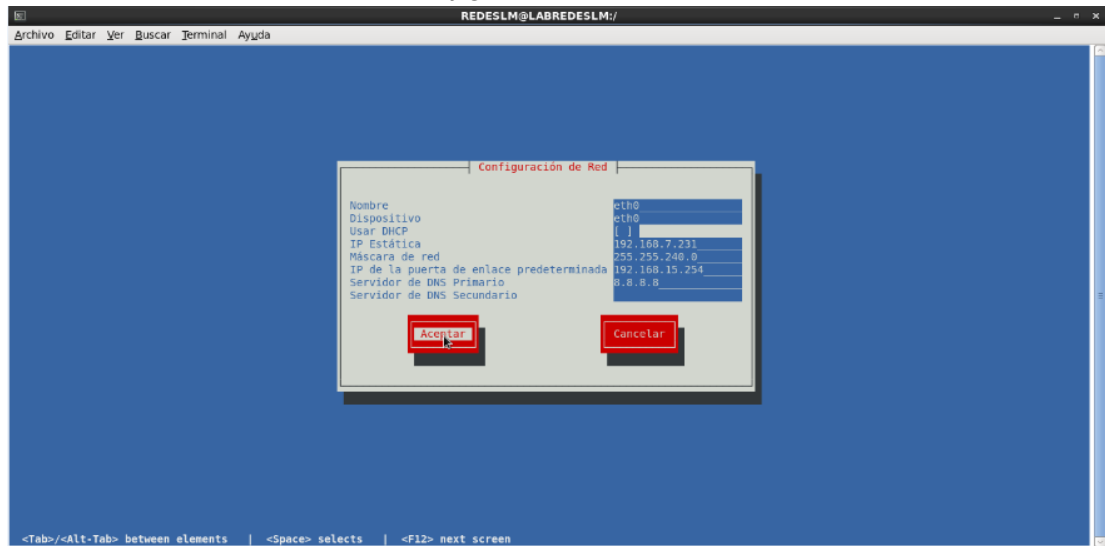 REDESLM@LABREDESLM:/
Archivo Editar Ver Buscar Terminal Ayuda
Configuración de Red
Nombre eth0
Dispositivo eth0
Usar DHCP [ ]
IP Estática 192.168.7.231
Máscara de red 255.255.240.0
IP de la puerta de enlace predeterminada 192.168.15.254
Servidor de DNS Primario 8.8.8.8
Servidor de DNS Secundario
Aceptar Cancelar
<Tab>/<Alt-Tab> between elements | <Space> selects | <F12> next screen